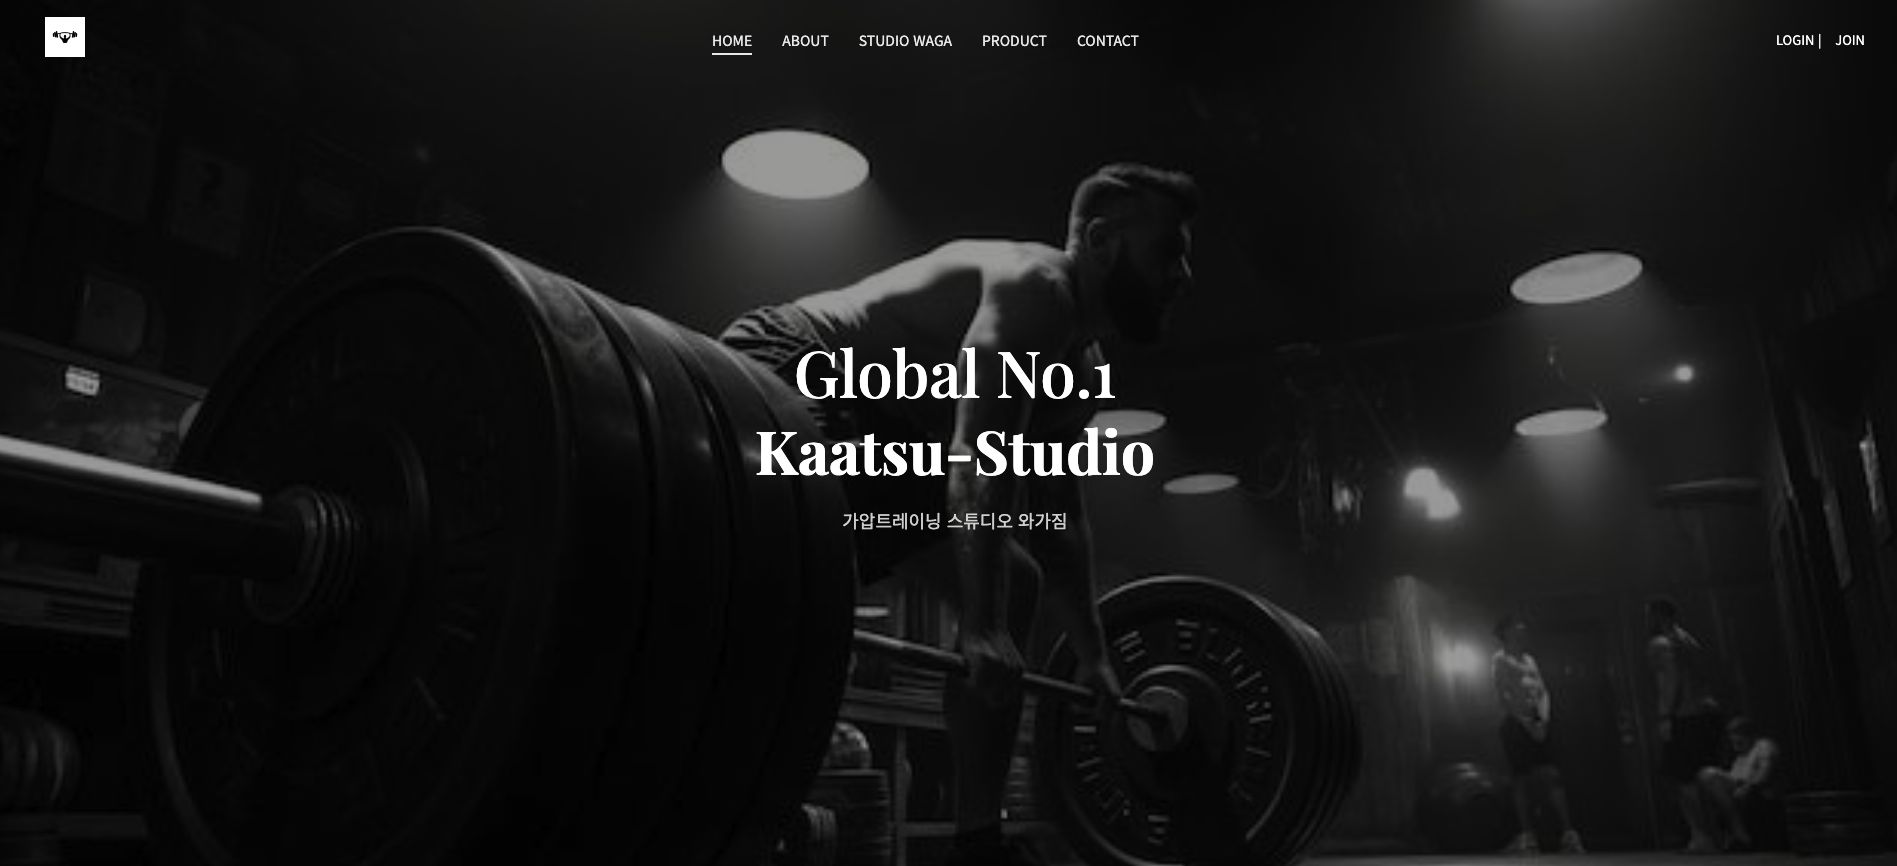 HOME ABOUT STUDIO WAGA PRODUCT CONTACT LOGIN | JOIN
Global No.1
Kaatsu-Studio
가압트레이닝 스튜디오 와가짐